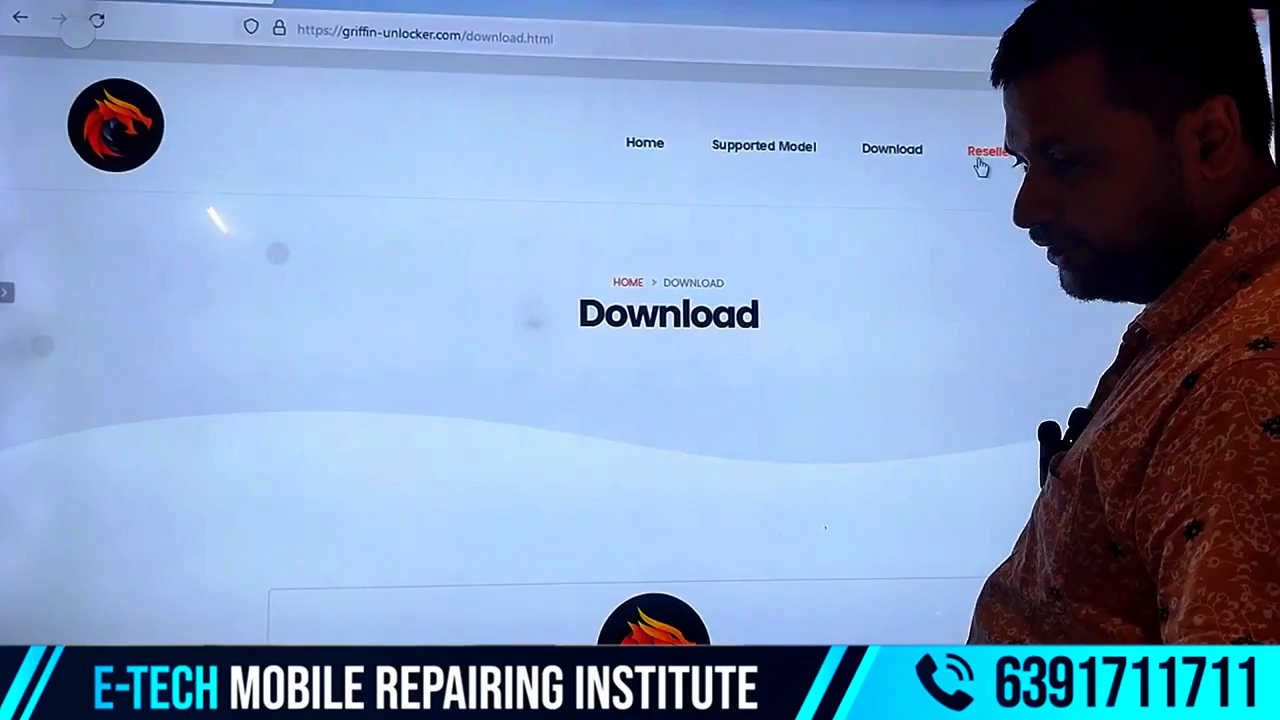 https://griffin-unlocker.com/download.html
Home Supported Model Download
HOME > DOWNLOAD
Download
E-TECH MOBILE REPAIRING INSTITUTE
6391711711